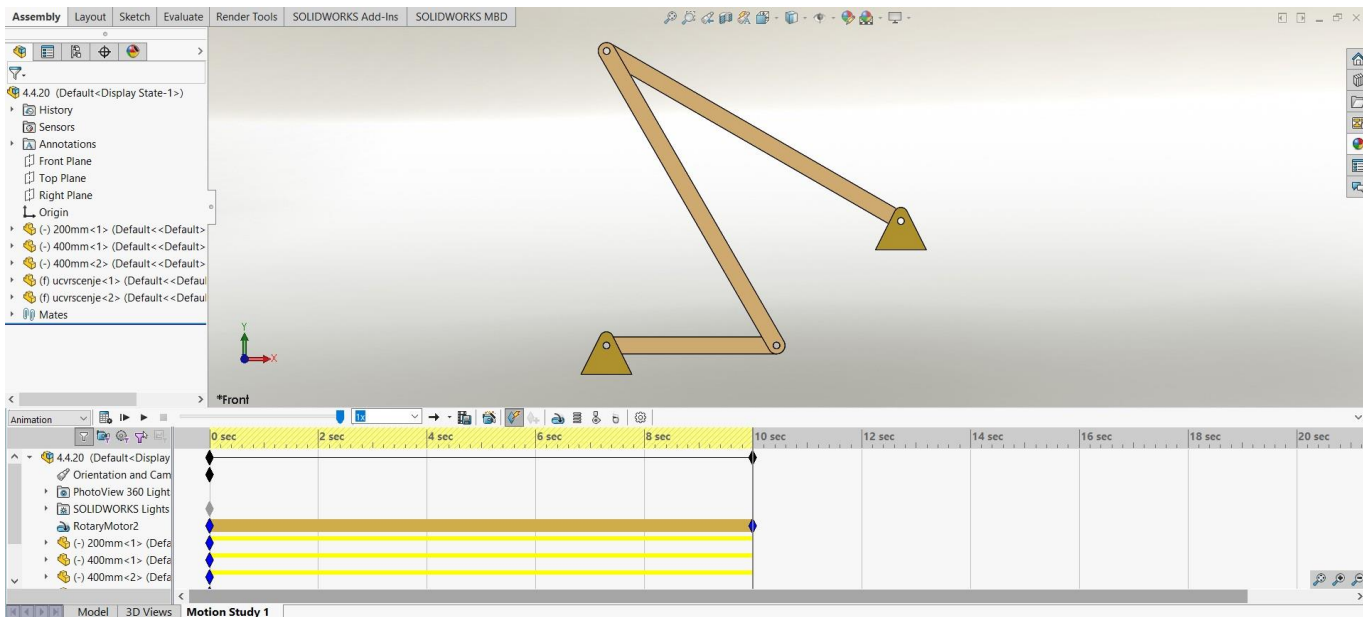 Assembly Layout Sketch Evaluate Render Tools SOLIDWORKS Add-Ins SOLIDWORKS MBD
4.4.20 (Default<Display State-1>)
History
Sensors
Annotations
Front Plane
Top Plane
Right Plane
Origin
(-) 200mm<1> (Default<<Default>
(-) 400mm<1> (Default<<Default>
(-) 400mm<2> (Default<<Default>
(f) ucvrscenje<1> (Default<<Defaul
(f) ucvrscenje<2> (Default<<Defaul
Mates
Y
X
*Front
Animation 1x
0 sec 2 sec 4 sec 6 sec 8 sec 10 sec 12 sec 14 sec 16 sec 18 sec 20 sec
4.4.20 (Default<Display
Orientation and Cam
PhotoView 360 Light
SOLIDWORKS Lights
RotaryMotor2
(-) 200mm<1> (Defa
(-) 400mm<1> (Defa
(-) 400mm<2> (Defa
Model 3D Views Motion Study 1